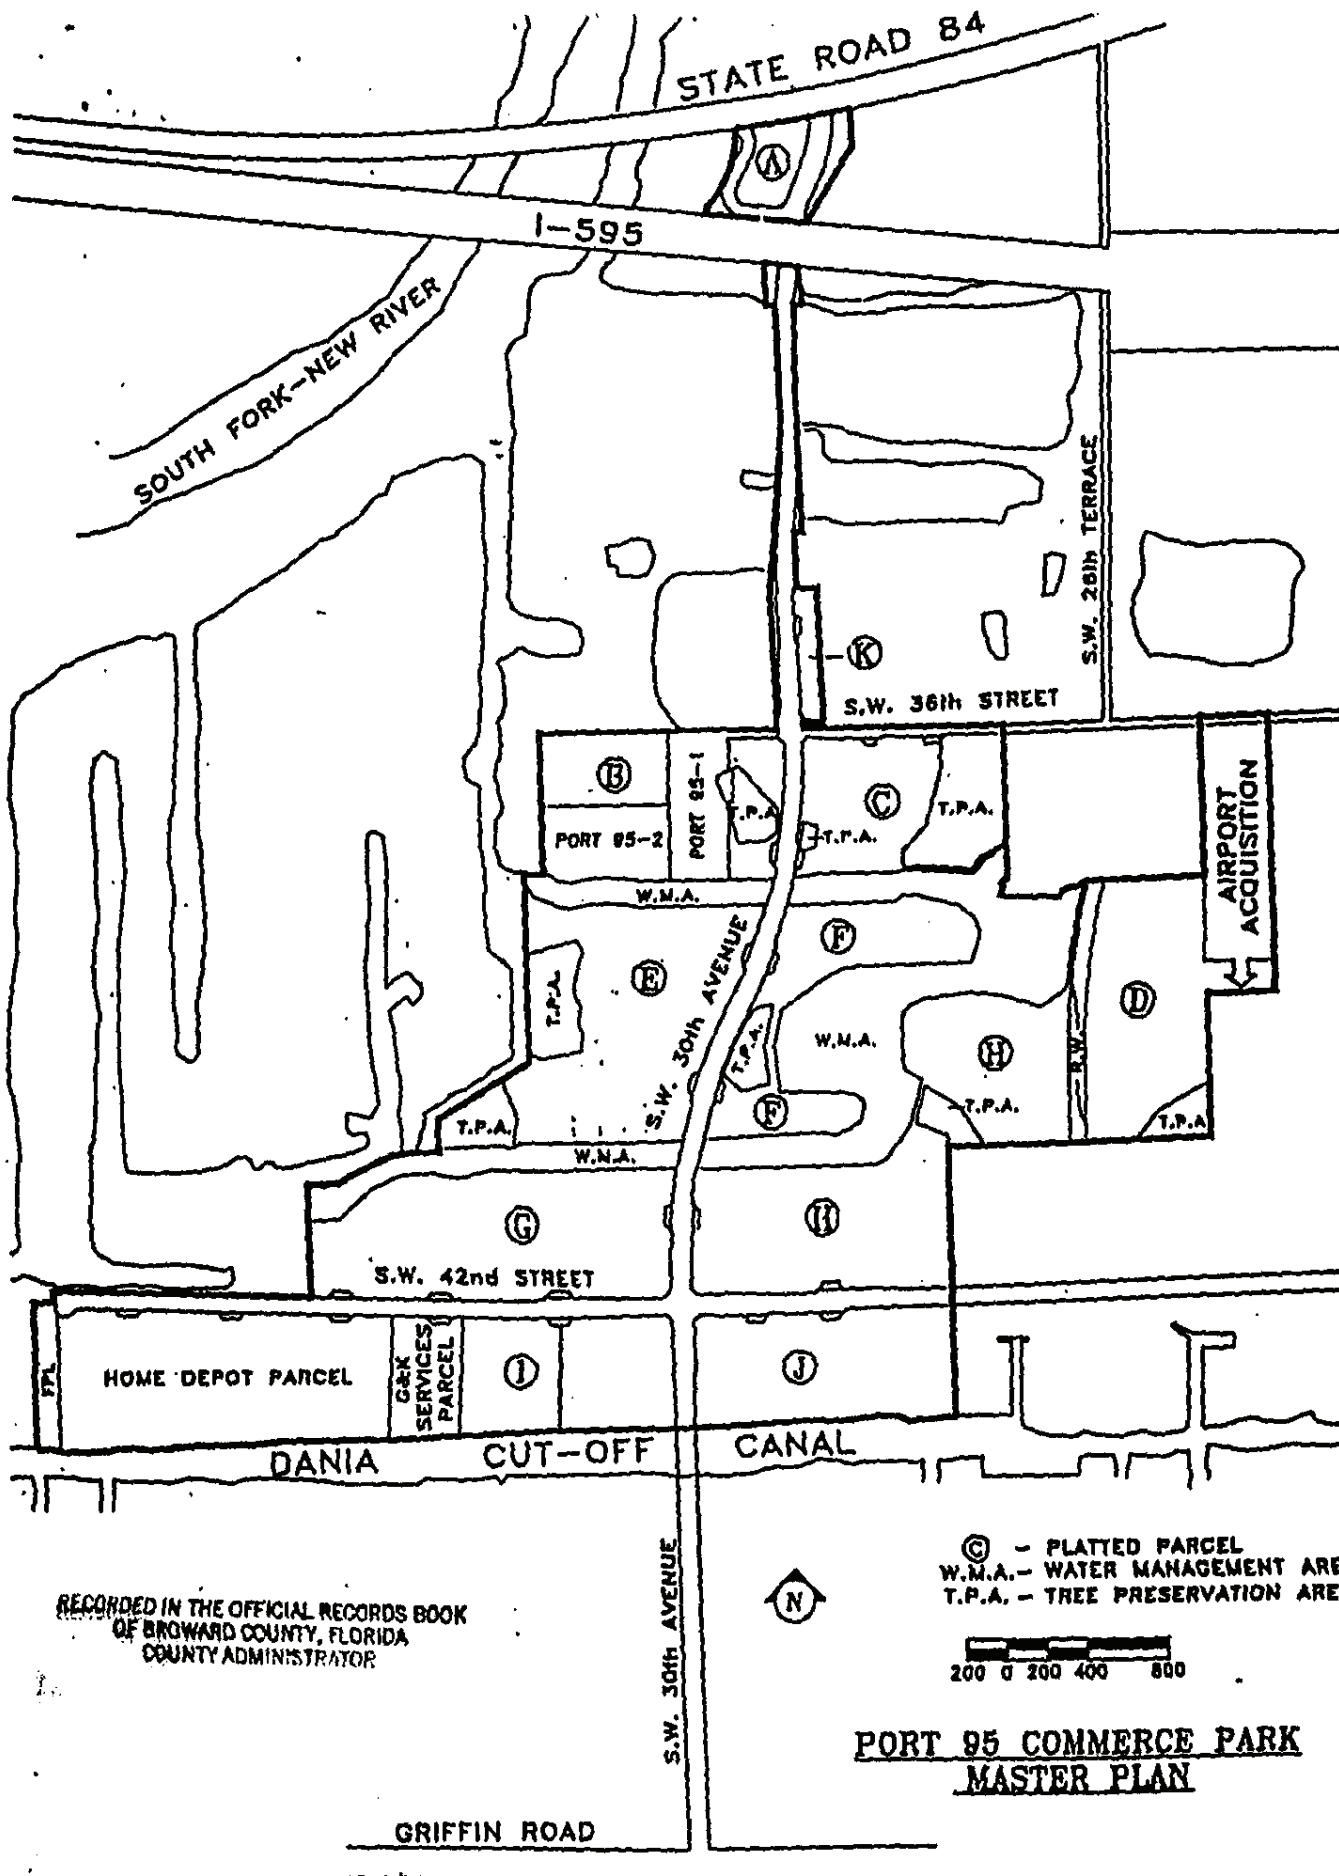 STATE ROAD 84
A
I-595
SOUTH FORK-NEW RIVER
S.W. 26th TERRACE
K
S.W. 36th STREET
B
PORT 95-1
T.P.A.
C
T.P.A.
PORT 95-2
T.P.A.
AIRPORT
ACQUISITION
W.M.A.
F
E
T.P.A.
S.W. 30th AVENUE
D
T.P.A.
W.M.A.
H
R.W.
F
T.P.A.
T.P.A.
T.P.A
W.M.A.
G
H
S.W. 42nd STREET
FPL
HOME DEPOT PARCEL
G&K
SERVICES
PARCEL
I
J
DANIA CUT-OFF CANAL
C - PLATTED PARCEL
W.M.A.- WATER MANAGEMENT ARE
T.P.A. - TREE PRESERVATION ARE
N
RECORDED IN THE OFFICIAL RECORDS BOOK
OF BROWARD COUNTY, FLORIDA
COUNTY ADMINISTRATOR
200 0 200 400 800
S.W. 30th AVENUE
PORT 95 COMMERCE PARK
MASTER PLAN
GRIFFIN ROAD